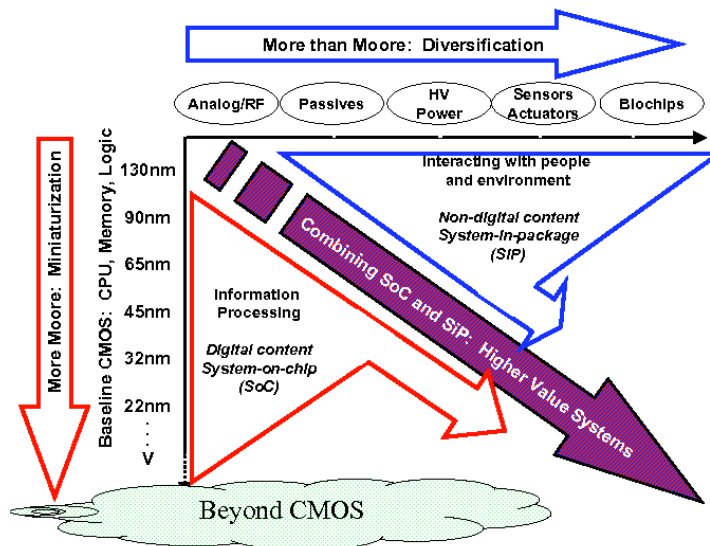 More than Moore: Diversification
Analog/RF
Passives
HV
Power
Sensors
Actuators
Biochips
More Moore: Miniaturization
Baseline CMOS: CPU, Memory, Logic
130nm
90nm
65nm
45nm
32nm
22nm
.
.
.
V
Interacting with people
and environment
Non-digital content
System-in-package
(SiP)
Combining SoC and SiP: Higher Value Systems
Information
Processing
Digital content
System-on-chip
(SoC)
Beyond CMOS